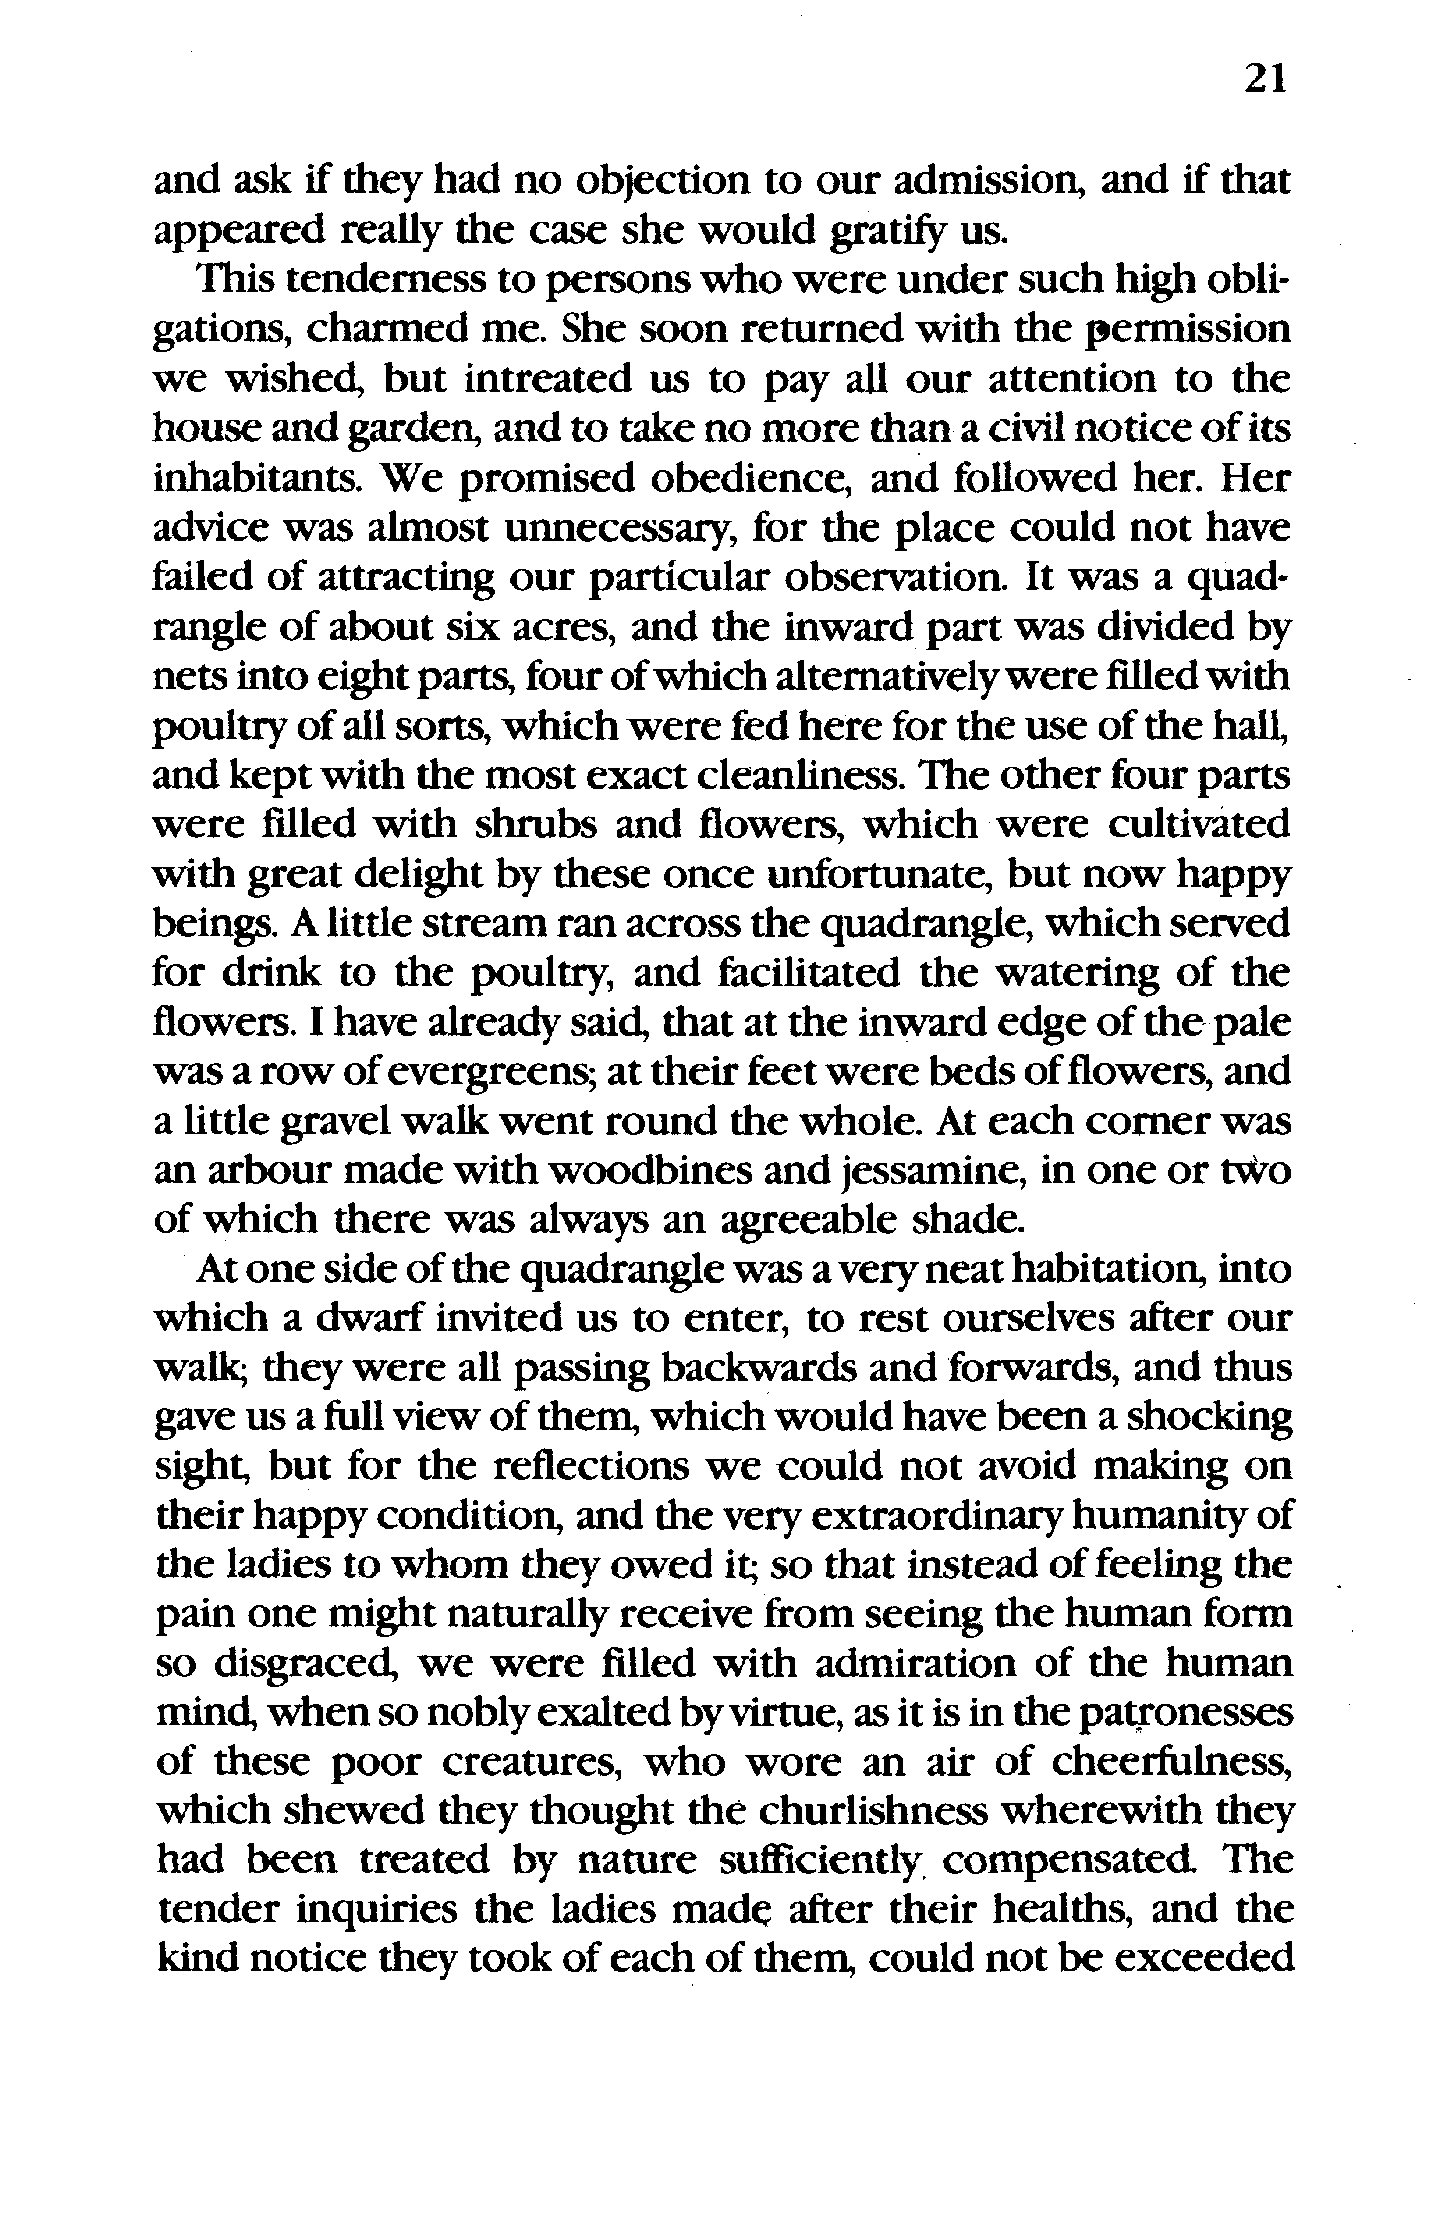 21
and ask if they had no objection to our admission, and if that
appeared really the case she would gratify us.
This tenderness to persons who were under such high obli-
gations, charmed me. She soon returned with the permission
we wished, but intreated us to pay all our attention to the
house and garden, and to take no more than a civil notice of its
inhabitants. We promised obedience, and followed her. Her
advice was almost unnecessary, for the place could not have
failed of attracting our particular observation. It was a quad-
rangle of about six acres, and the inward part was divided by
nets into eight parts, four of which alternatively were filled with
poultry of all sorts, which were fed here for the use of the hall,
and kept with the most exact cleanliness. The other four parts
were filled with shrubs and flowers, which were cultivated
with great delight by these once unfortunate, but now happy
beings. A little stream ran across the quadrangle, which served
for drink to the poultry, and facilitated the watering of the
flowers. I have already said, that at the inward edge of the pale
was a row of evergreens; at their feet were beds of flowers, and
a little gravel walk went round the whole. At each corner was
an arbour made with woodbines and jessamine, in one or two
of which there was always an agreeable shade.
At one side of the quadrangle was a very neat habitation, into
which a dwarf invited us to enter, to rest ourselves after our
walk; they were all passing backwards and forwards, and thus
gave us a full view of them, which would have been a shocking
sight, but for the reflections we could not avoid making on
their happy condition, and the very extraordinary humanity of
the ladies to whom they owed it; so that instead of feeling the
pain one might naturally receive from seeing the human form
so disgraced, we were filled with admiration of the human
mind, when so nobly exalted by virtue, as it is in the patronesses
of these poor creatures, who wore an air of cheerfulness,
which shewed they thought the churlishness wherewith they
had been treated by nature sufficiently compensated. The
tender inquiries the ladies made after their healths, and the
kind notice they took of each of them, could not be exceeded